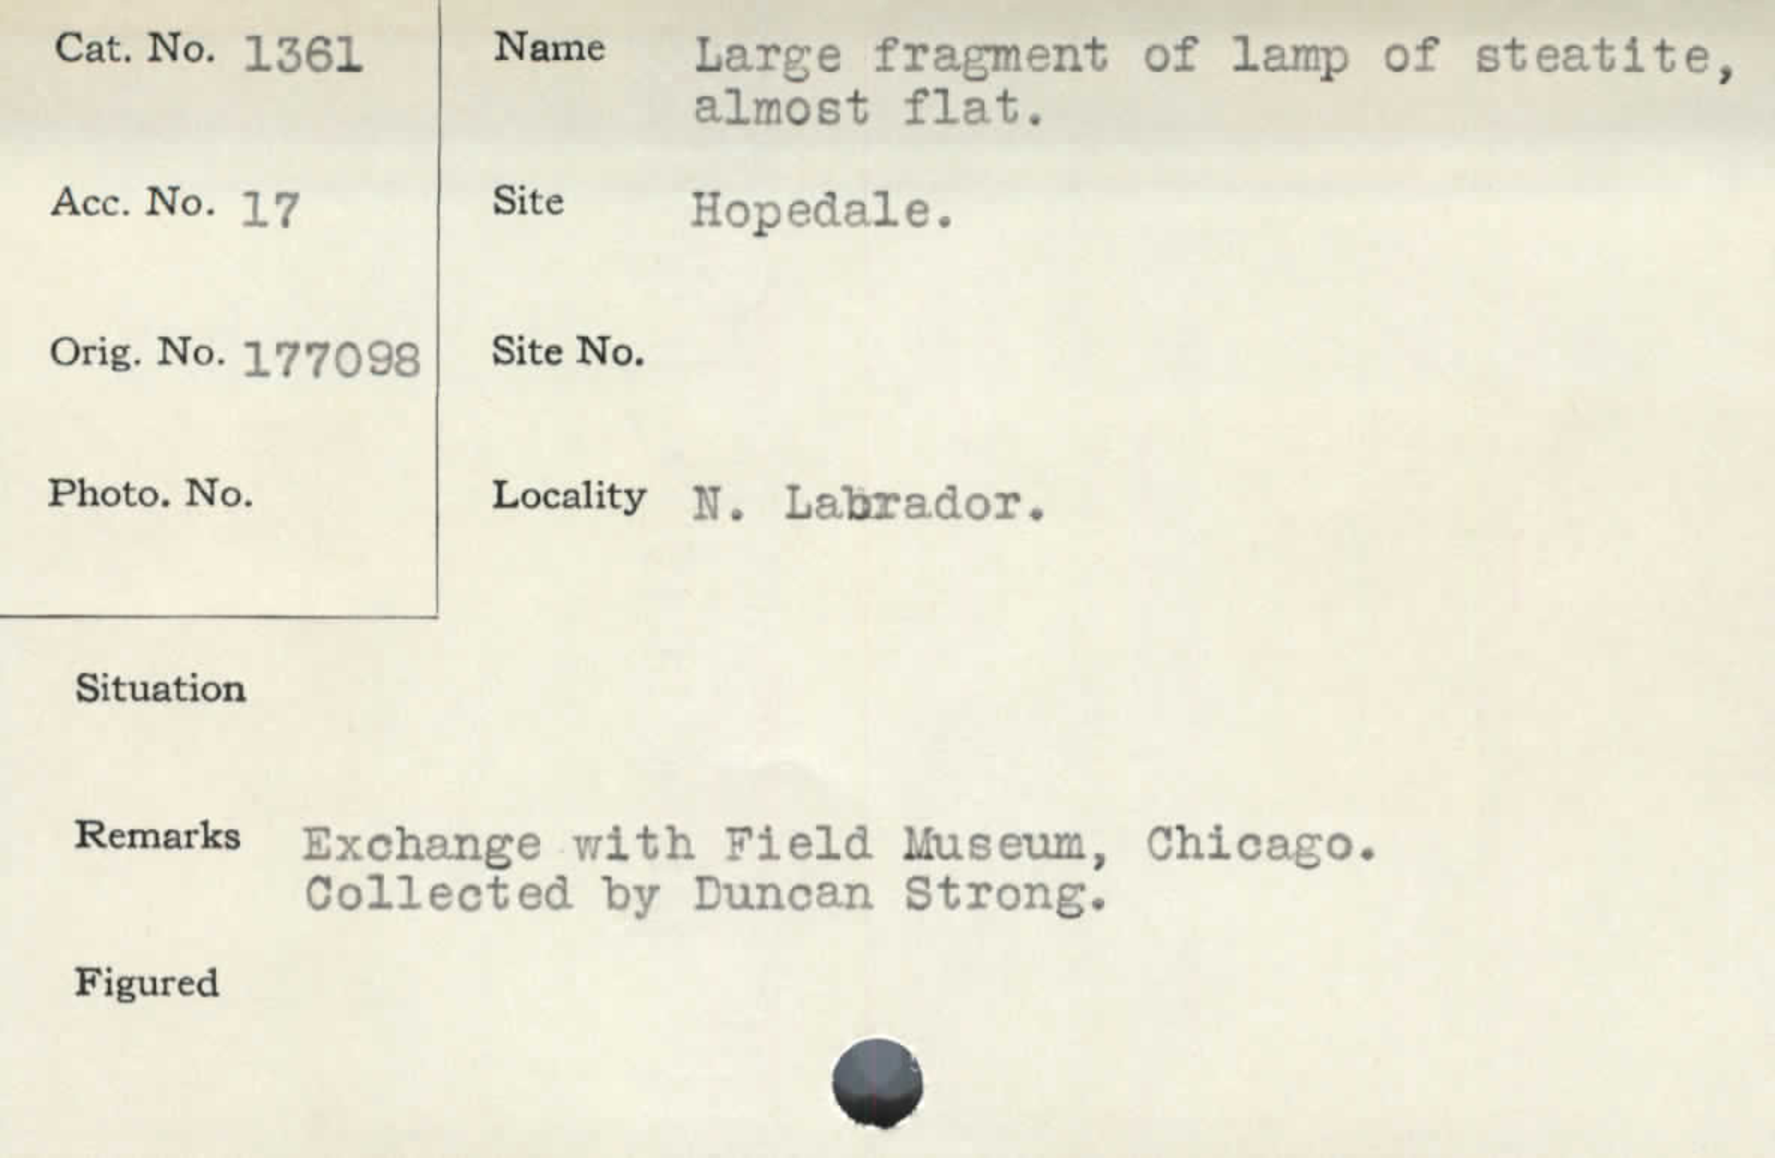 Cat. No. 1361
Name Large fragment of lamp of steatite,
almost flat.
Acc. No. 17
Site Hopedale.
Orig. No. 177098
Site No.
Photo. No.
Locality N. Labrador.
Situation
Remarks Exchange with Field Museum, Chicago.
Collected by Duncan Strong.
Figured